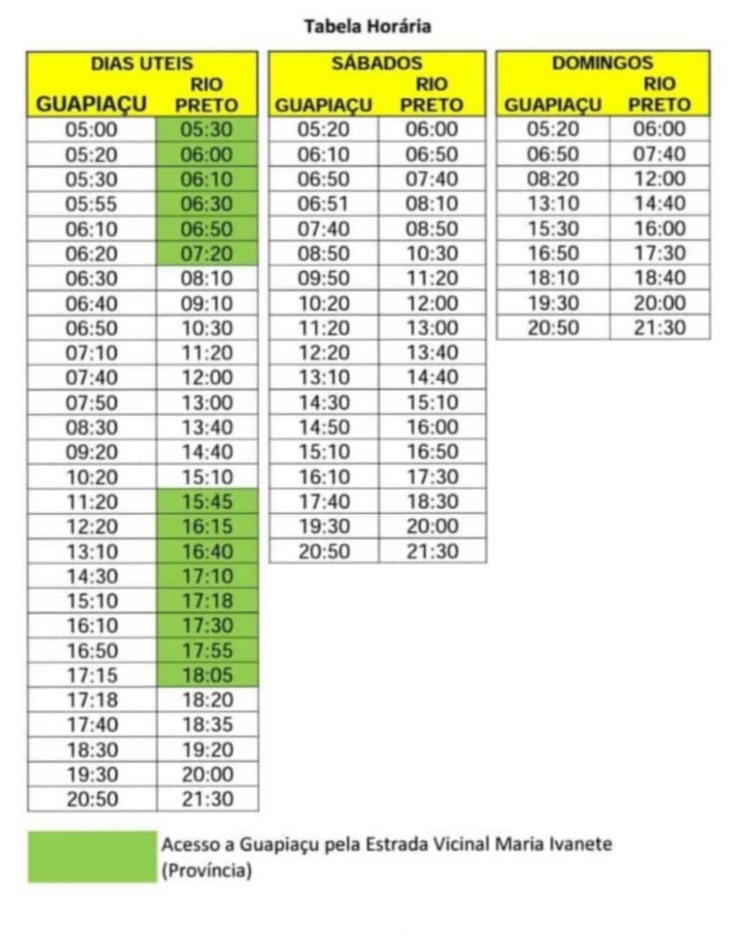 Tabela Horária
DIAS UTEIS SÁBADOS DOMINGOS
GUAPIAÇU RIO PRETO GUAPIAÇU RIO PRETO GUAPIAÇU RIO PRETO
05:00 05:30 05:20 06:00 05:20 06:00
05:20 06:00 06:10 06:50 06:50 07:40
05:30 06:10 06:50 07:40 08:20 12:00
05:55 06:30 06:51 08:10 13:10 14:40
06:10 06:50 07:40 08:50 15:30 16:00
06:20 07:20 08:50 10:30 16:50 17:30
06:30 08:10 09:50 11:20 18:10 18:40
06:40 09:10 10:20 12:00 19:30 20:00
06:50 10:30 11:20 13:00 20:50 21:30
07:10 11:20 12:20 13:40
07:40 12:00 13:10 14:40
07:50 13:00 14:30 15:10
08:30 13:40 14:50 16:00
09:20 14:40 15:10 16:50
10:20 15:10 16:10 17:30
11:20 15:45 17:40 18:30
12:20 16:15 19:30 20:00
13:10 16:40 20:50 21:30
14:30 17:10
15:10 17:18
16:10 17:30
16:50 17:55
17:15 18:05
17:18 18:20
17:40 18:35
18:30 19:20
19:30 20:00
20:50 21:30
Acesso a Guapiaçu pela Estrada Vicinal Maria Ivanete
(Província)